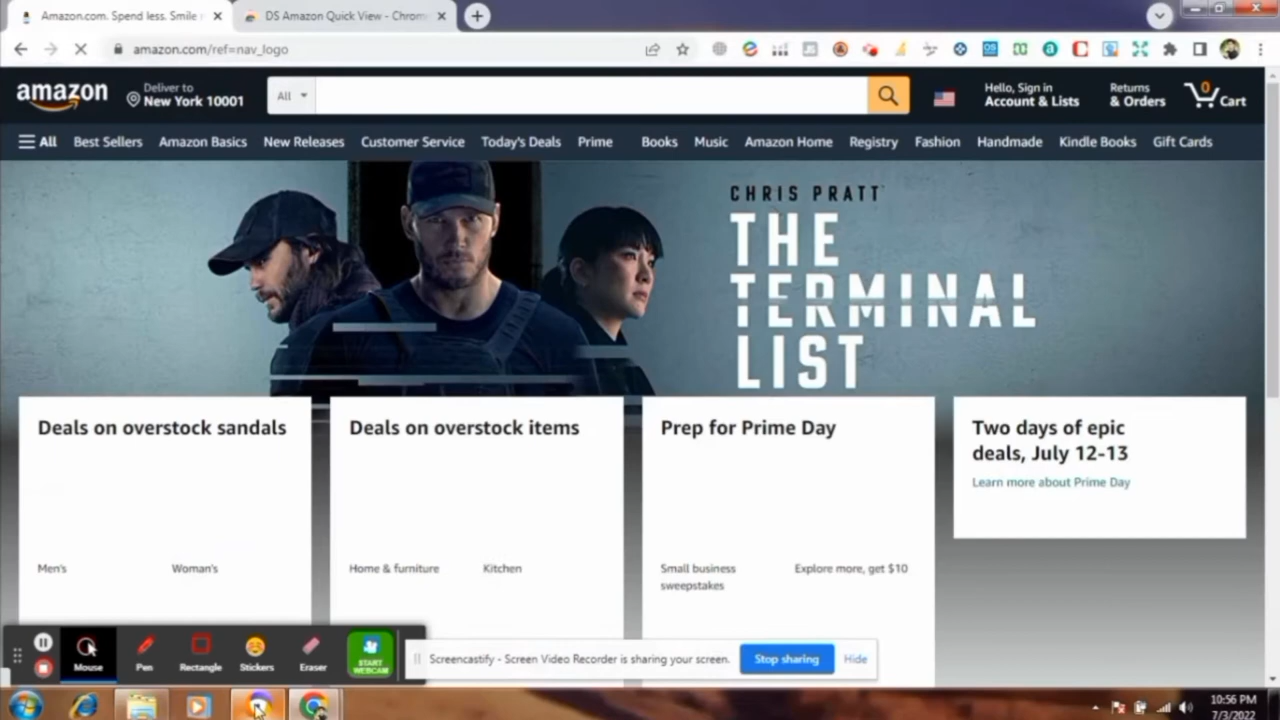 Amazon.com. Spend less. Smile
DS Amazon Quick View - Chrom
amazon.com/ref=nav_logo
amazon
Deliver to
New York 10001
All
Hello, Sign in
Account & Lists
Returns
& Orders
0
Cart
All
Best Sellers
Amazon Basics
New Releases
Customer Service
Today's Deals
Prime
Books
Music
Amazon Home
Registry
Fashion
Handmade
Kindle Books
Gift Cards
CHRIS PRATT
THE
TERMINAL
LIST
Deals on overstock sandals
Men's
Woman's
Deals on overstock items
Home & furniture
Kitchen
Prep for Prime Day
Small business
sweepstakes
Explore more, get $10
Two days of epic
deals, July 12-13
Learn more about Prime Day
Mouse
Pen
Rectangle
Stickers
Eraser
START
WEBCAM
Screencastify - Screen Video Recorder is sharing your screen.
Stop sharing
Hide
10:56 PM
7/3/2022